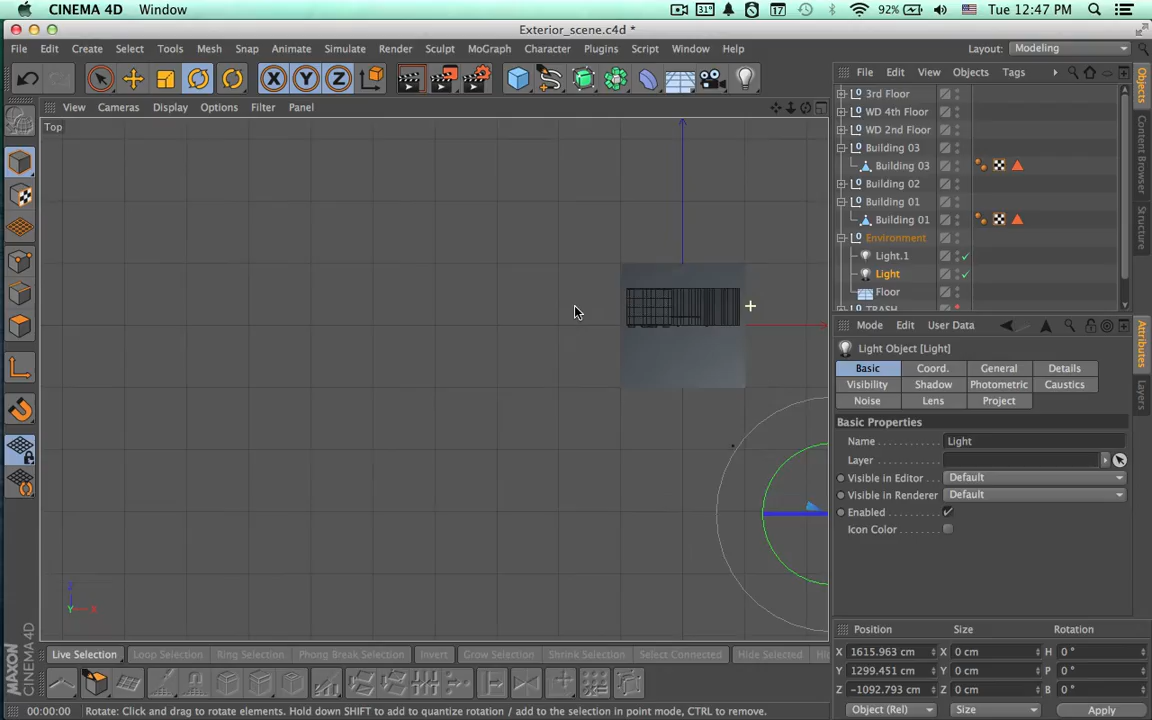 CINEMA 4D Window 31° 17 92% Tue 12:47 PM
Exterior_scene.c4d *
File Edit Create Select Tools Mesh Snap Animate Simulate Render Sculpt MoGraph Character Plugins Script Window Help Layout: Modeling
X Y Z
File Edit View Objects Tags
View Cameras Display Options Filter Panel
Top
3rd Floor
WD 4th Floor
WD 2nd Floor
Building 03
Building 03
Building 02
Building 01
Building 01
Environment
Light.1
Light
Floor
TRASH
Objects
Content Browser
Structure
Mode Edit User Data
Light Object [Light]
Basic Coord. General Details
Visibility Shadow Photometric Caustics
Noise Lens Project
Basic Properties
Name Light
Layer
Visible in Editor Default
Visible in Renderer Default
Enabled
Icon Color
Attributes
Layers
Z
Y X
Position Size Rotation
X 1615.963 cm X 0 cm H 0 °
Y 1299.451 cm Y 0 cm P 0 °
Z -1092.793 cm Z 0 cm B 0 °
Object (Rel) Size Apply
Live Selection Loop Selection Ring Selection Phong Break Selection Invert Grow Selection Shrink Selection Select Connected Hide Selected
MAXON CINEMA 4D
00:00:00 Rotate: Click and drag to rotate elements. Hold down SHIFT to add to quantize rotation / add to the selection in point mode, CTRL to remove.